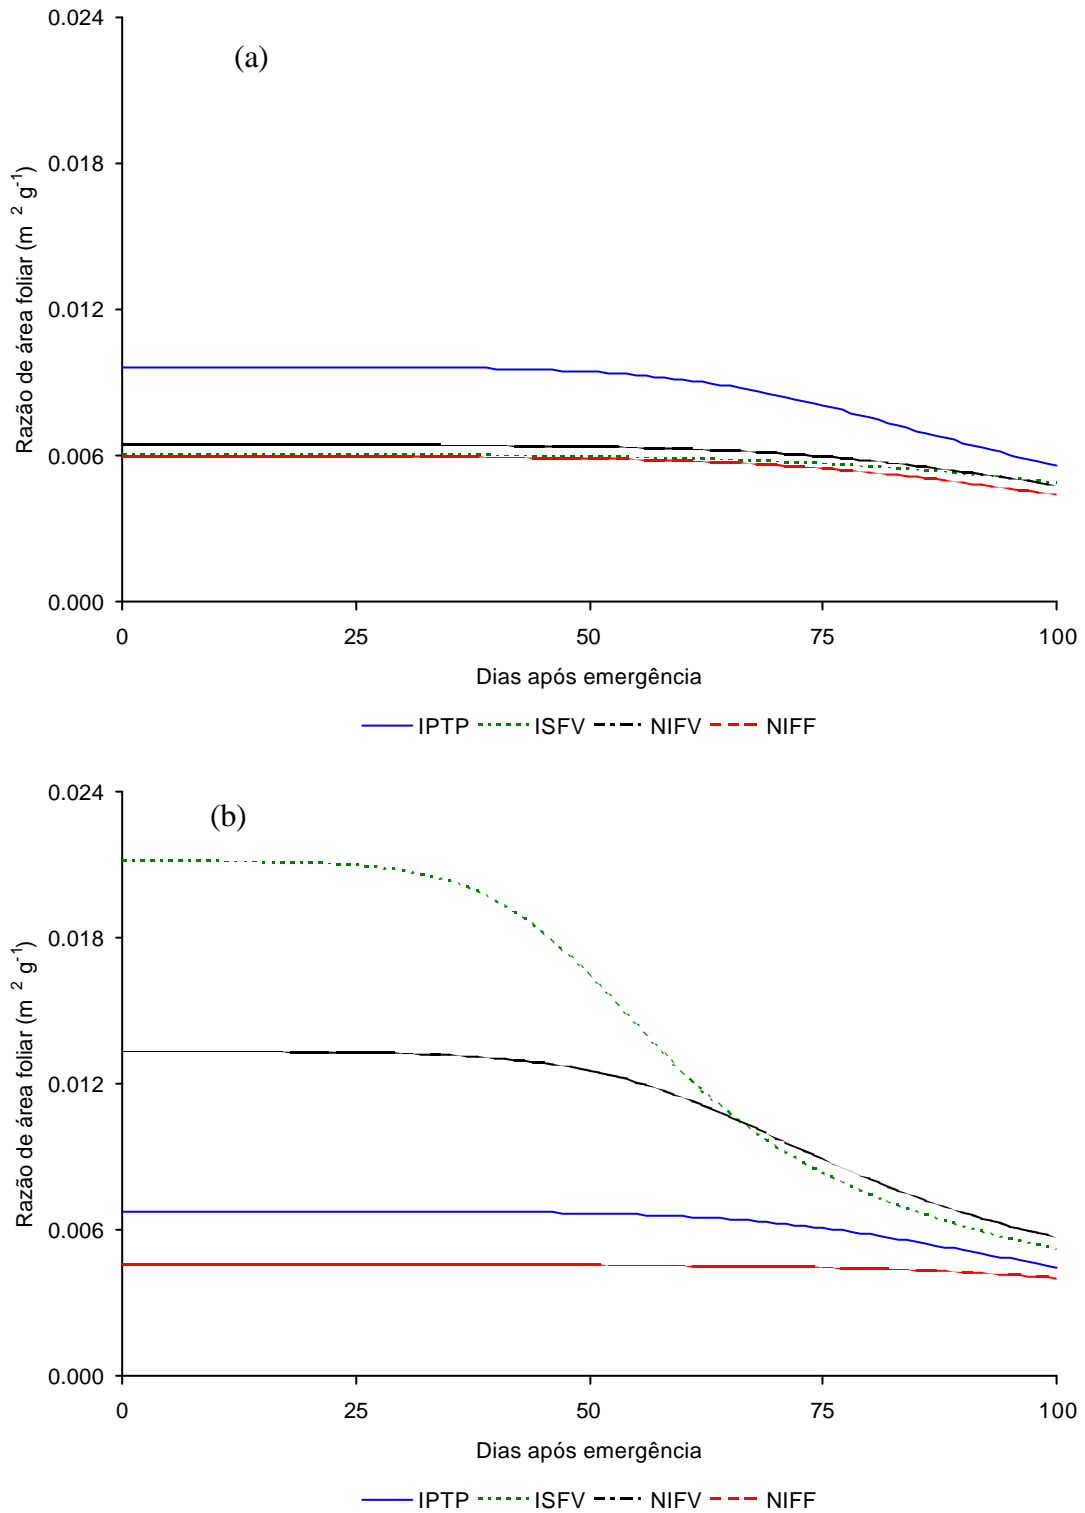 0.024
(a)
0.018
0.012
0.006
0.000
Razão de área foliar (m 2 g-1)
0 25 50 75 100
Dias após emergência
IPTP ISFV NIFV NIFF
0.024
(b)
0.018
0.012
0.006
0.000
Razão de área foliar (m 2 g-1)
0 25 50 75 100
Dias após emergência
IPTP ISFV NIFV NIFF